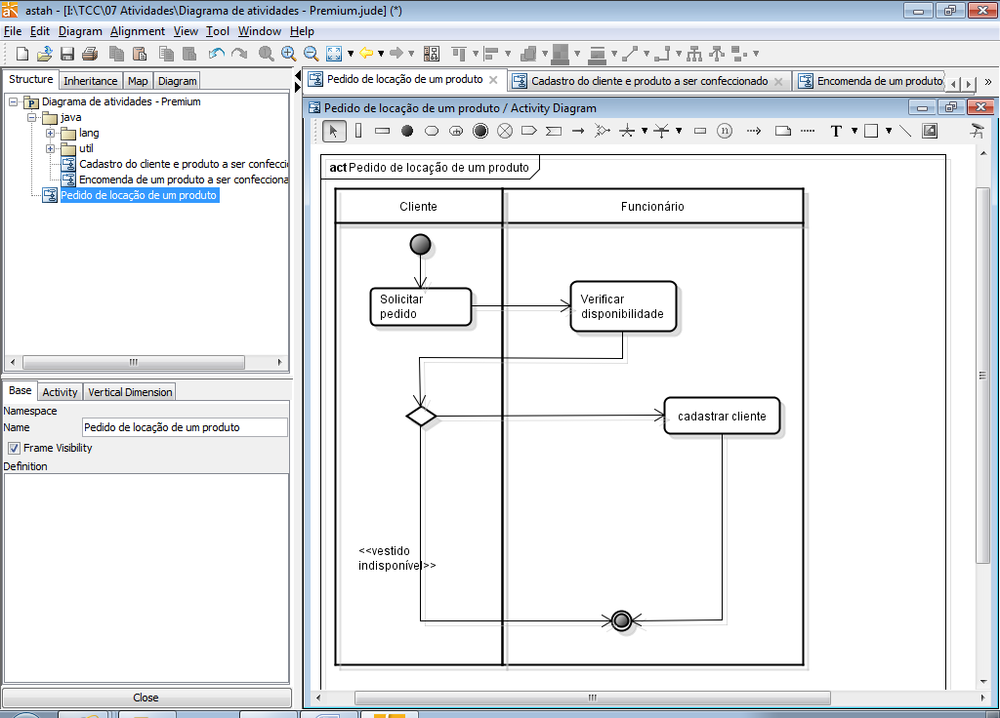 astah - [I:\TCC\07 Atividades\Diagrama de atividades - Premium.jude] (*)
File Edit Diagram Alignment View Tool Window Help
Structure Inheritance Map Diagram
Diagrama de atividades - Premium
java
lang
util
Cadastro do cliente e produto a ser confecci
Encomenda de um produto a ser confecciona
Pedido de locação de um produto
Base Activity Vertical Dimension
Namespace
Name Pedido de locação de um produto
Frame Visibility
Definition
Close
Pedido de locação de um produto Cadastro do cliente e produto a ser confeccionado Encomenda de um produto
Pedido de locação de um produto / Activity Diagram
n T
act Pedido de locação de um produto
Cliente Funcionário
Solicitar
pedido
Verificar
disponibilidade
cadastrar cliente
<<vestido
indisponível>>